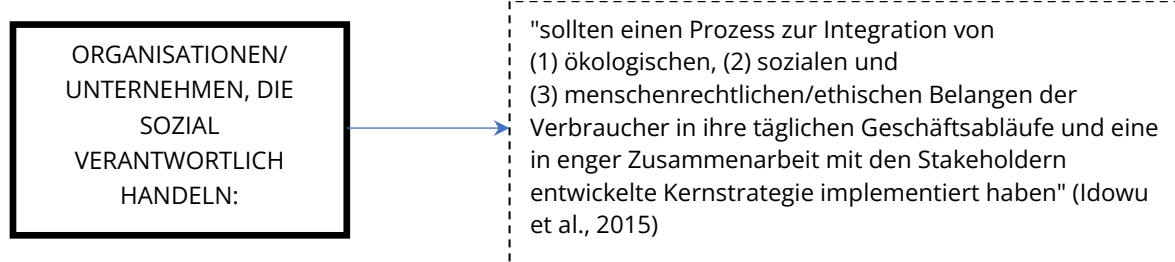 ORGANISATIONEN/
UNTERNEHMEN, DIE
SOZIAL
VERANTWORTLICH
HANDELN:
"sollten einen Prozess zur Integration von
(1) ökologischen, (2) sozialen und
(3) menschenrechtlichen/ethischen Belangen der
Verbraucher in ihre täglichen Geschäftsabläufe und eine
in enger Zusammenarbeit mit den Stakeholdern
entwickelte Kernstrategie implementiert haben" (Idowu
et al., 2015)